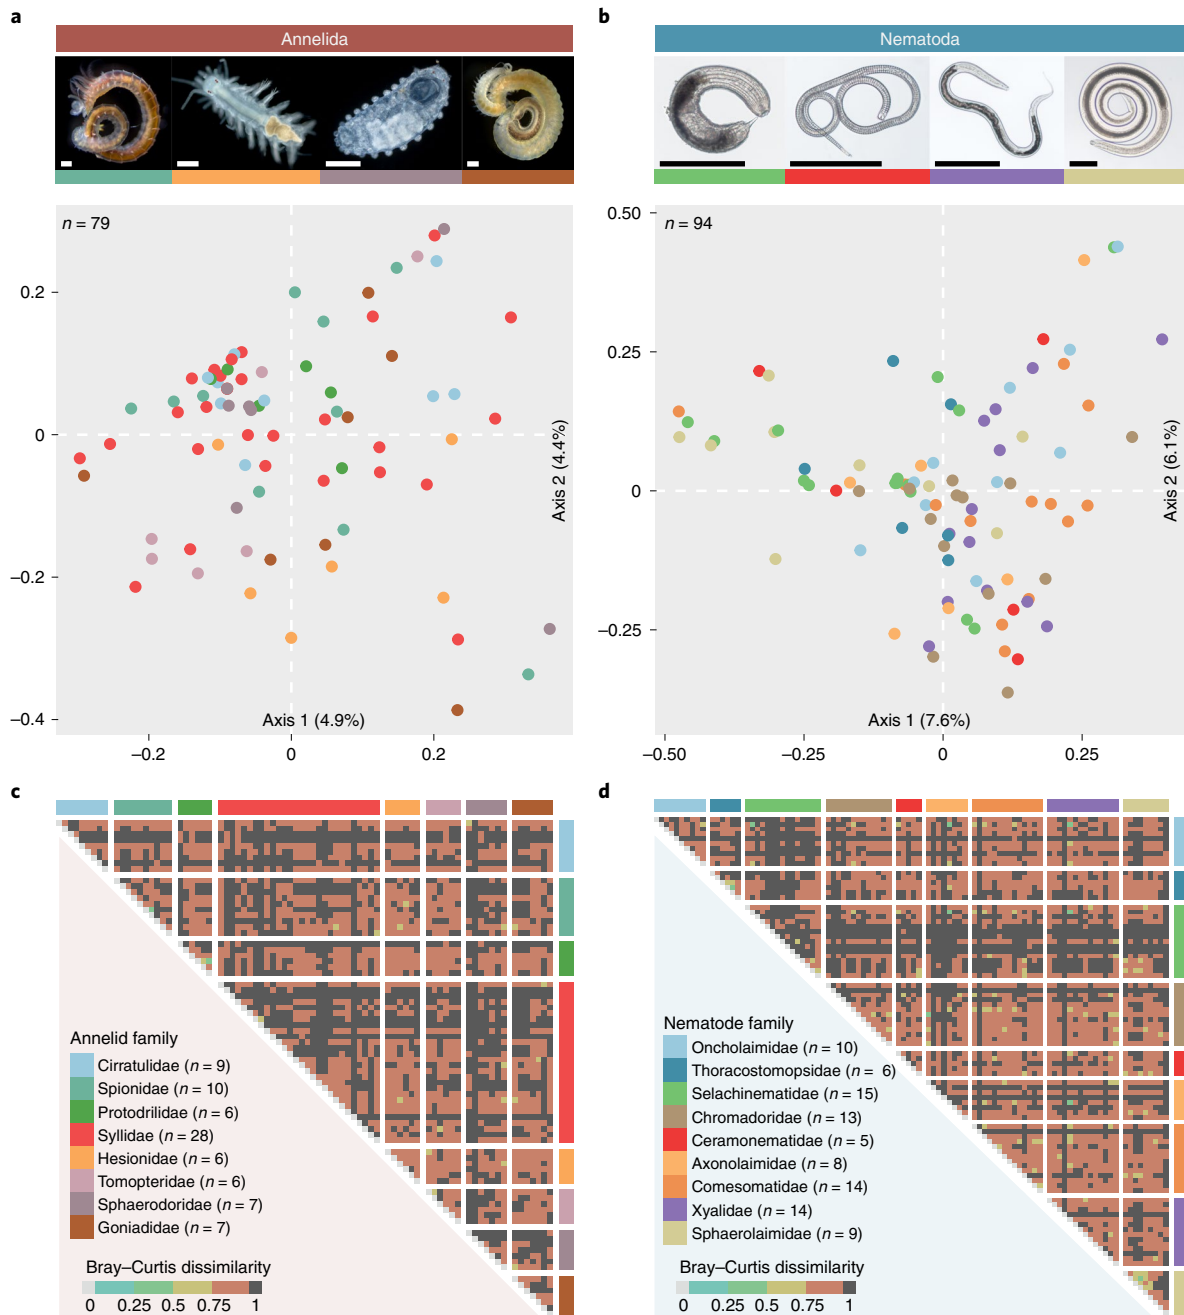 a
Annelida
n = 79
0.2
0
−0.2
−0.4
Axis 2 (4.4%)
Axis 1 (4.9%)
−0.2
0
0.2
b
Nematoda
n = 94
0.50
0.25
0
−0.25
Axis 2 (6.1%)
Axis 1 (7.6%)
−0.50
−0.25
0
0.25
c
Annelid family
Cirratulidae (n = 9)
Spionidae (n = 10)
Protodrilidae (n = 6)
Syllidae (n = 28)
Hesionidae (n = 6)
Tomopteridae (n = 6)
Sphaerodoridae (n = 7)
Goniadidae (n = 7)
Bray–Curtis dissimilarity
0 0.25 0.5 0.75 1
d
Nematode family
Oncholaimidae (n = 10)
Thoracostomopsidae (n = 6)
Selachinematidae (n = 15)
Chromadoridae (n = 13)
Ceramonematidae (n = 5)
Axonolaimidae (n = 8)
Comesomatidae (n = 14)
Xyalidae (n = 14)
Sphaerolaimidae (n = 9)
Bray–Curtis dissimilarity
0 0.25 0.5 0.75 1